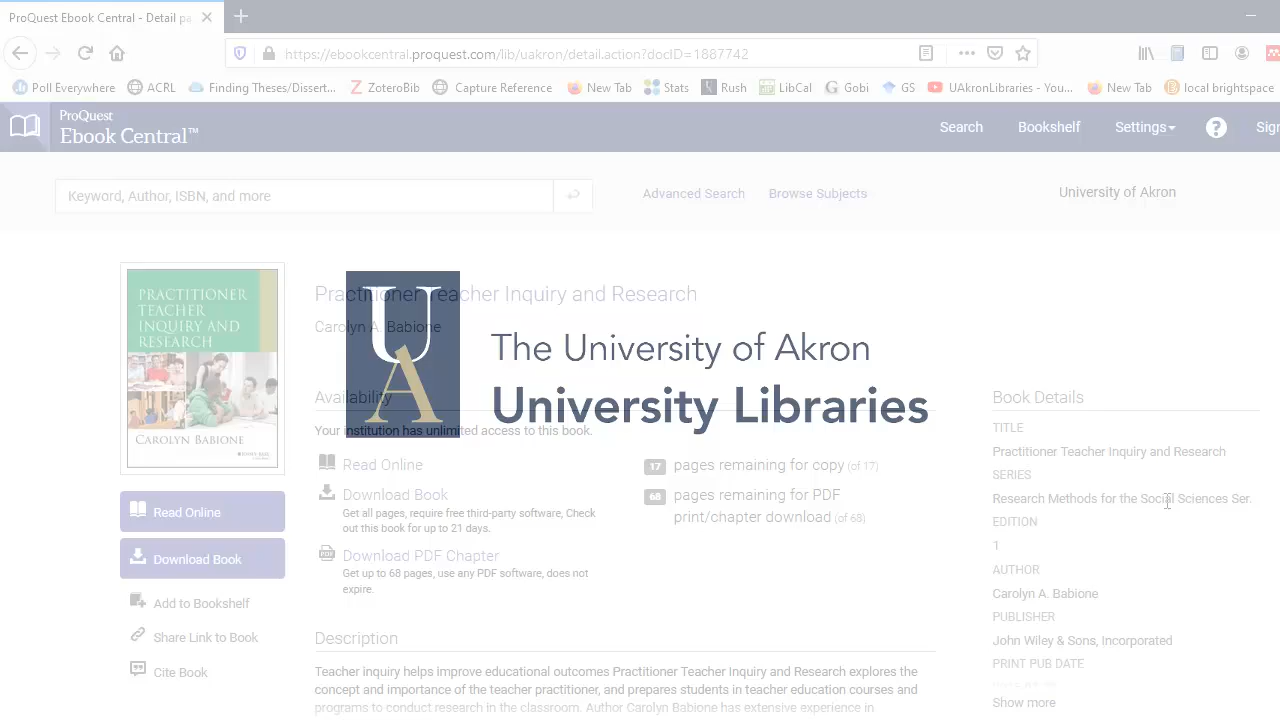 ProQuest Ebook Central - Detail pa
https://ebookcentral.proquest.com/lib/uakron/detail.action?docID=1887742
Poll Everywhere ACRL Finding Theses/Dissert... ZoteroBib Citation New Tab Stats Rush LibCal Gobi GS UAkronLibraries - You... New Tab local brightspace
ProQuest
Ebook Central™
Search Bookshelf Settings ? Sign
Keyword, Author, ISBN, and more
Advanced Search Browse Subjects University of Akron
PRACTITIONER
TEACHER
INQUIRY AND
RESEARCH
CAROLYN BABIONE
Read Online
Download Book
Add to Bookshelf
Share Link to Book
Cite Book
Practitioner Teacher Inquiry and Research
Carolyn A. Babione
UA
The University of Akron
University Libraries
Availability
Your institution has unlimited access to this book.
Read Online
Download Book
Get all pages, require free third-party software, Check
out this book for up to 21 days.
PDF
Download PDF Chapter
Get up to 68 pages, use any PDF software, does not
expire.
17 pages remaining for copy (of 17)
68 pages remaining for PDF
print/chapter download (of 68)
Description
Teacher inquiry helps improve educational outcomes Practitioner Teacher Inquiry and Research explores the
concept and importance of the teacher practitioner, and prepares students in teacher education courses and
programs to conduct research in the classroom. Author Carolyn Babione has extensive experience in
Book Details
TITLE
Practitioner Teacher Inquiry and Research
SERIES
Research Methods for the Social Sciences Ser.
EDITION
1
AUTHOR
Carolyn A. Babione
PUBLISHER
John Wiley & Sons, Incorporated
PRINT PUB DATE
Show more